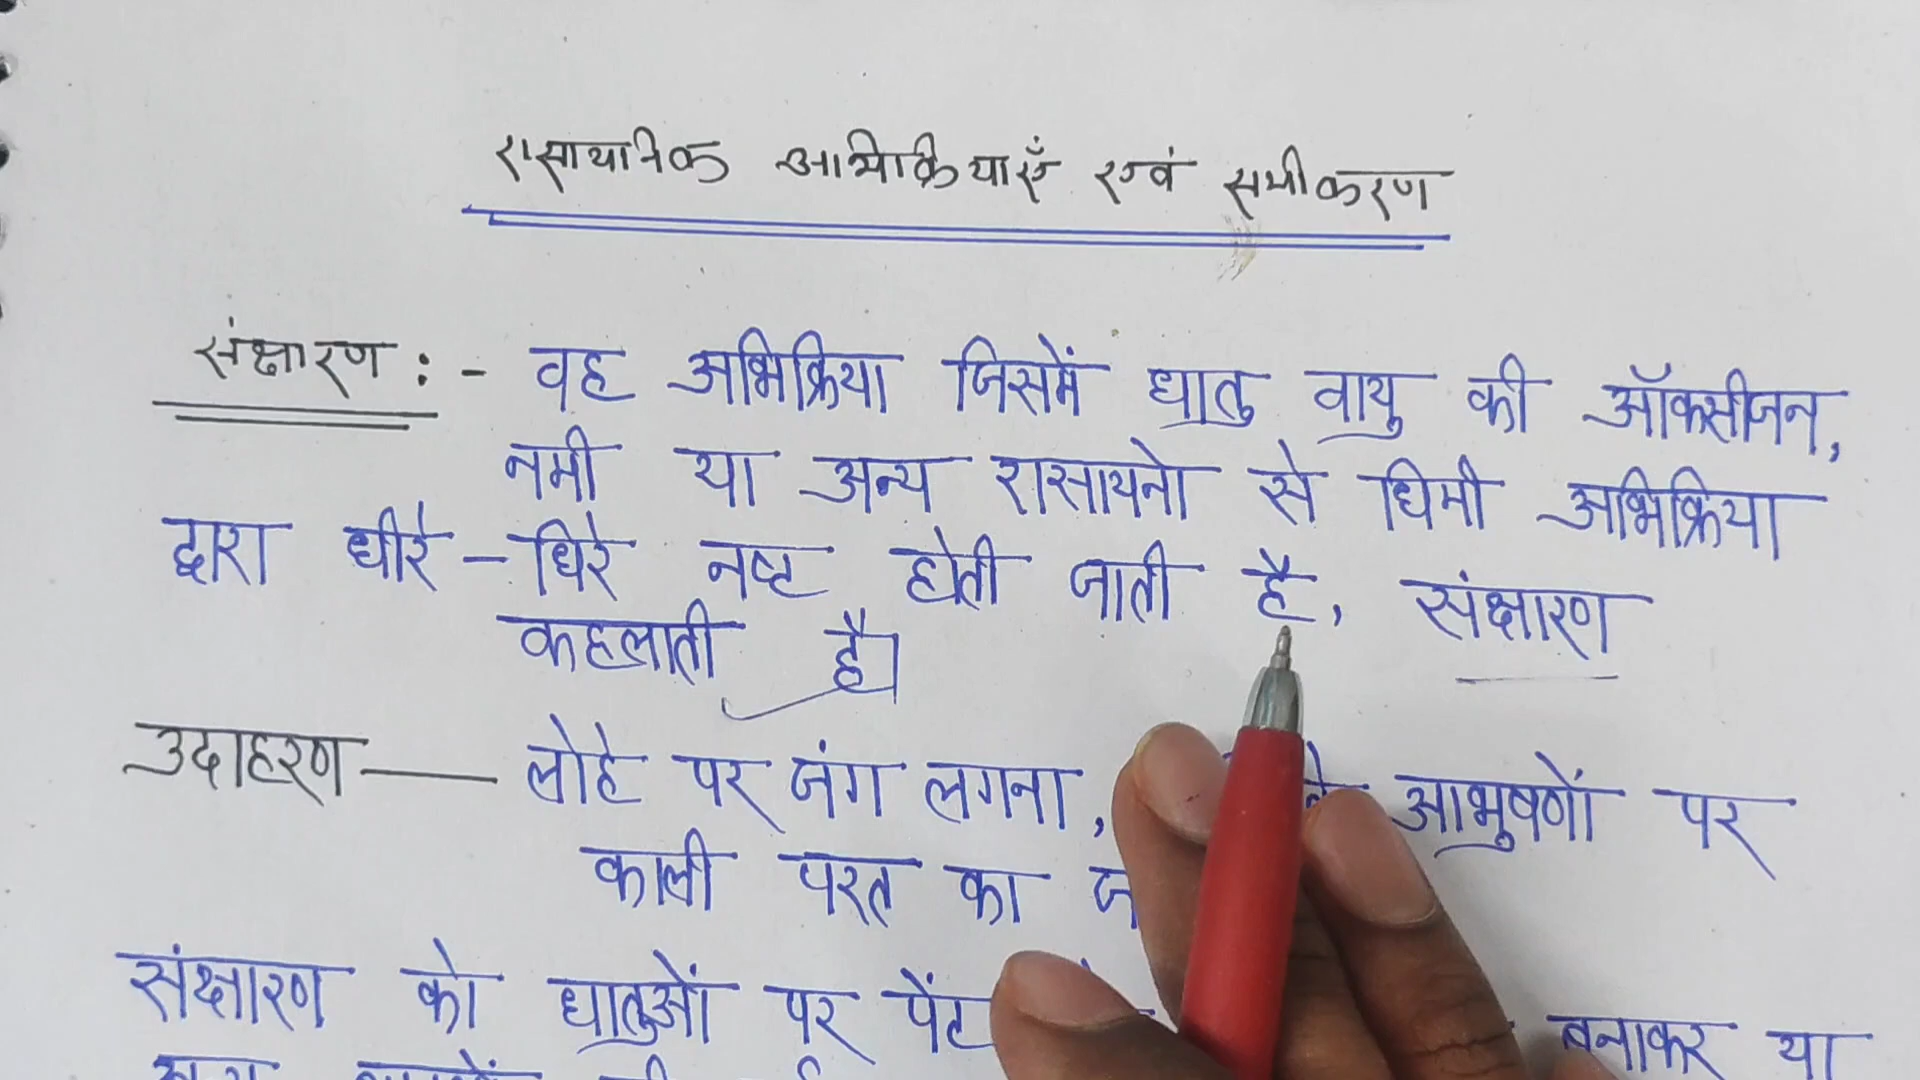 रासायनिक अभिक्रियाएँ एवं समीकरण
संक्षारण :- वह अभिक्रिया जिसमें धातु वायु की ऑक्सीजन,
नमी या अन्य रासायनो से धिमी अभिक्रिया
द्वारा धीरे - धिरे नष्ट होती जाती है, संक्षारण
कहलाती है।
उदाहरण — लोहे पर जंग लगना, आभुषणों पर
काली परत का
संक्षारण को धातुओं पर पेंट बनाकर या